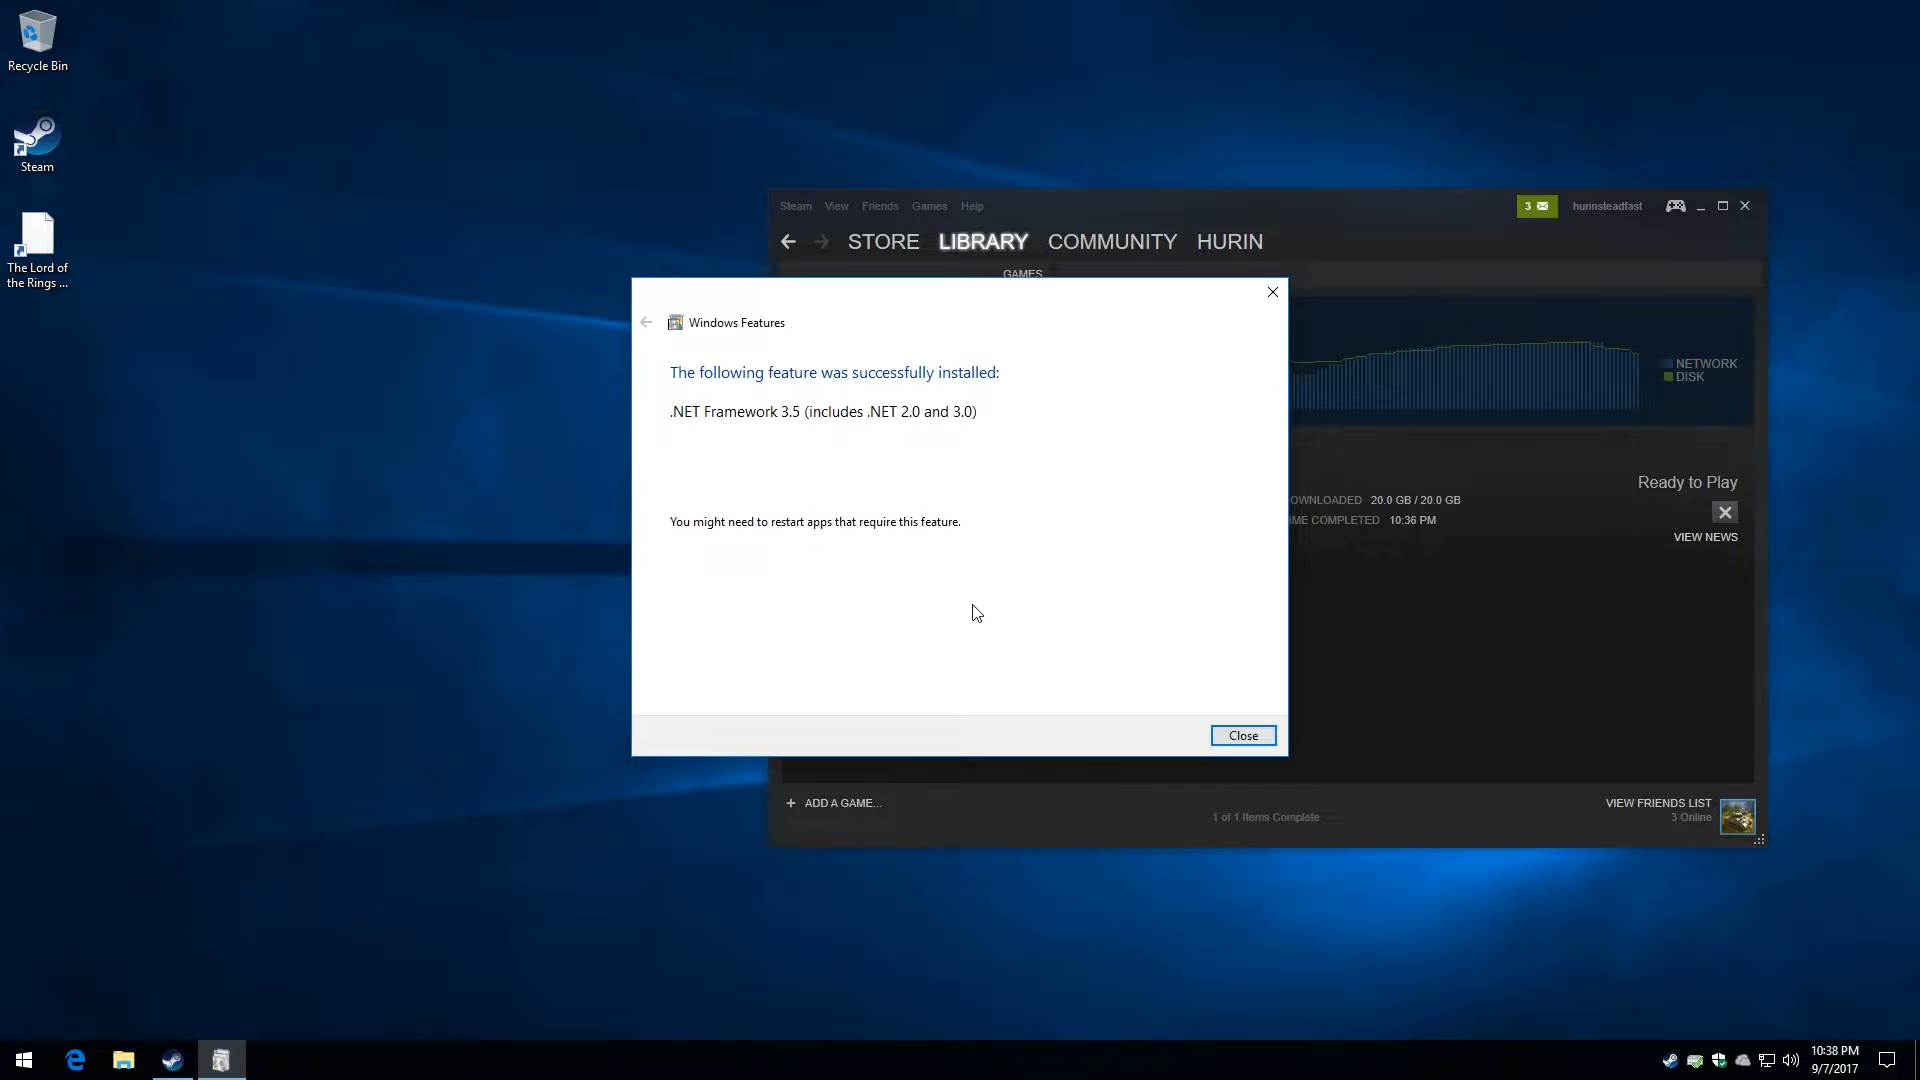 Recycle Bin
Steam
The Lord of
the Rings ...
Steam View Friends Games Help
3
hurinsteadfast
STORE LIBRARY COMMUNITY HURIN
GAMES
Windows Features
The following feature was successfully installed:
.NET Framework 3.5 (includes .NET 2.0 and 3.0)
You might need to restart apps that require this feature.
Close
NETWORK
DISK
Ready to Play
OWNLOADED 20.0 GB / 20.0 GB
IME COMPLETED 10:36 PM
VIEW NEWS
+ ADD A GAME...
1 of 1 Items Complete
VIEW FRIENDS LIST
3 Online
10:38 PM
9/7/2017